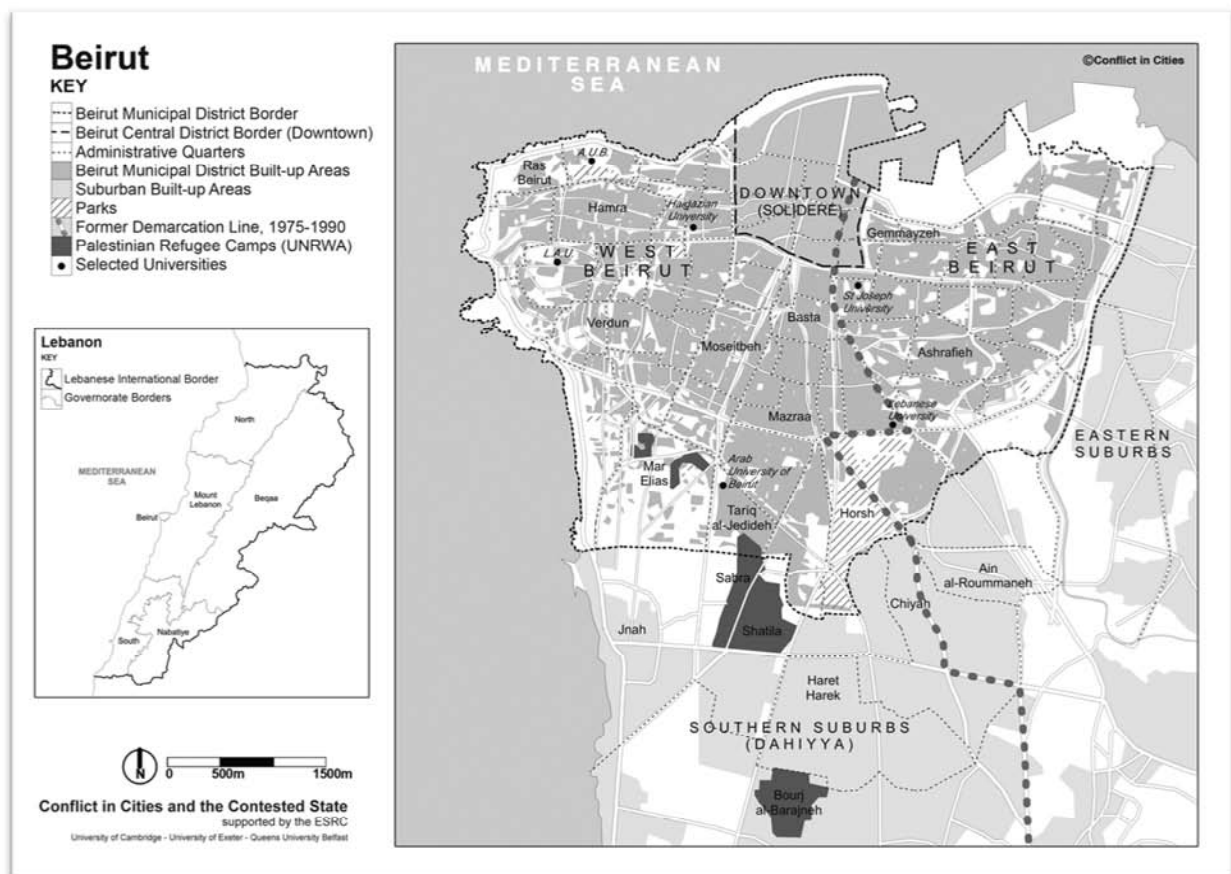 Beirut
KEY
Beirut Municipal District Border
Beirut Central District Border (Downtown)
Administrative Quarters
Beirut Municipal District Built-up Areas
Suburban Built-up Areas
Parks
Former Demarcation Line, 1975-1990
Palestinian Refugee Camps (UNRWA)
Selected Universities
Lebanon
KEY
Lebanese International Border
Governorate Borders
North
MEDITERRANEAN
SEA
Mount
Lebanon
Beqaa
Beirut
South
Nabatiye
N
0 500m 1500m
Conflict in Cities and the Contested State
supported by the ESRC
University of Cambridge - University of Exeter - Queens University Belfast
MEDITERRANEAN
SEA
©Conflict in Cities
A.U.B.
Ras
Beirut
Hamra
Haigazian
University
DOWNTOWN
(SOLIDERE)
Gemmayzeh
WEST
BEIRUT
EAST
BEIRUT
L.A.U
St Joseph
University
Basta
Verdun
Moseitbeh
Ashrafieh
Mazraa
Lebanese
University
EASTERN
SUBURBS
Mar
Elias
Arab
University of
Beirut
Tariq
al-Jedideh
Horsh
Sabra
Ain
al-Roummaneh
Chiyah
Jnah
Shatila
Haret
Harek
SOUTHERN SUBURBS
(DAHIYYA)
Bourj
al-Barajneh